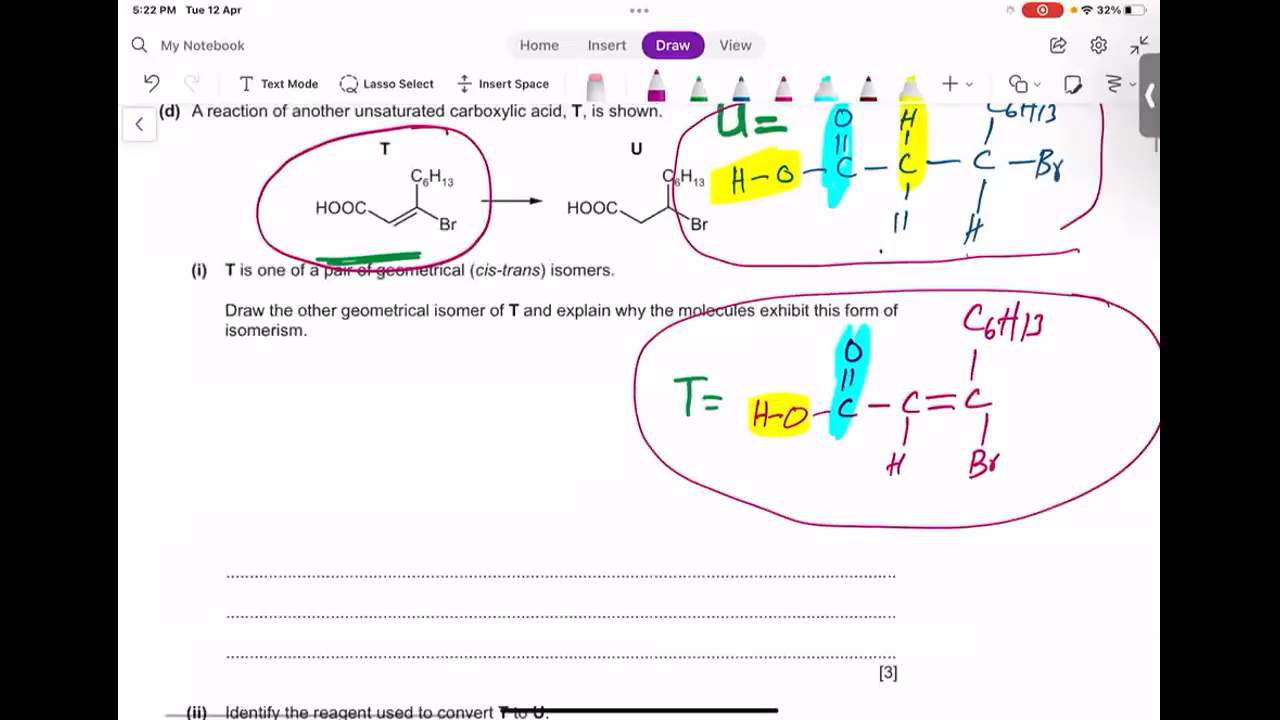 5:22 PM Tue 12 Apr
32%
My Notebook
Home Insert Draw View
Text Mode Lasso Select Insert Space
(d) A reaction of another unsaturated carboxylic acid, T, is shown.
U=
O H C6H13
H-O-C-C-C-Br
H H
T U
C6H13 C6H13
HOOC Br HOOC Br
(i) T is one of a pair of geometrical (cis-trans) isomers.
Draw the other geometrical isomer of T and explain why the molecules exhibit this form of
isomerism.
C6H13
O
T= H-O-C-C=C
H Br
[3]
(ii) Identify the reagent used to convert T to U.